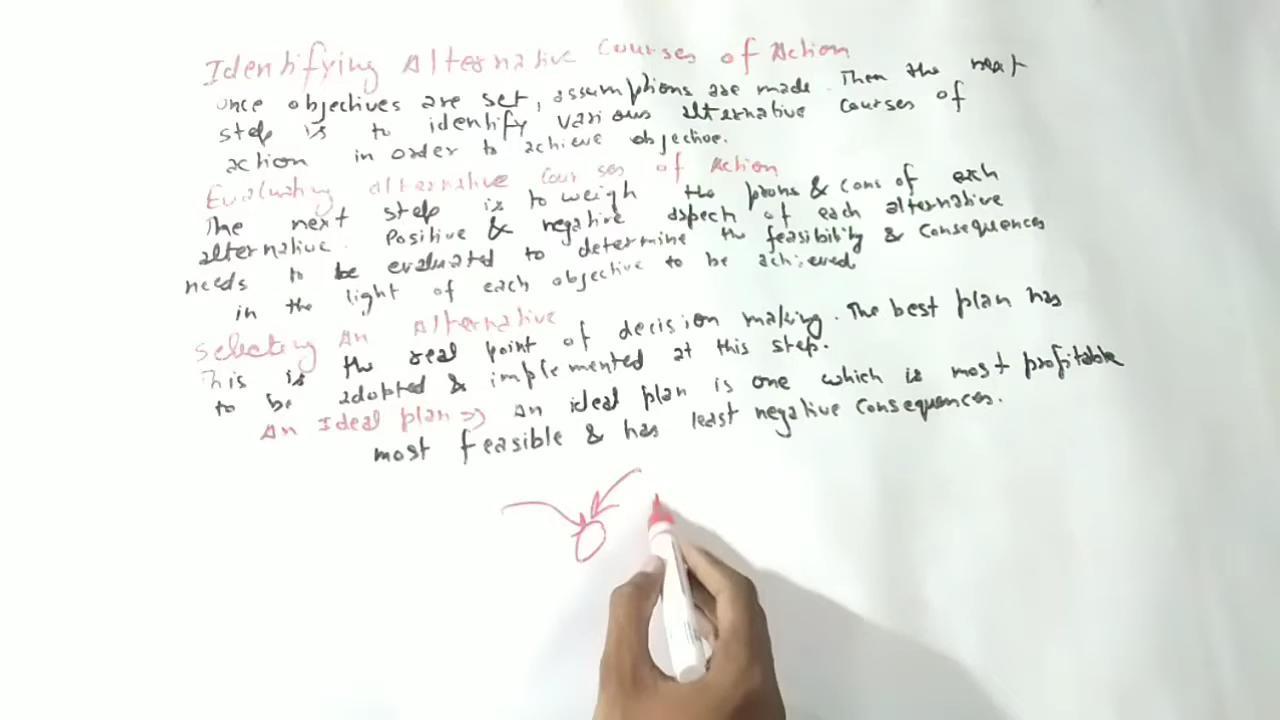 Identifying Alternative Courses of Action
once objectives are set, assumptions are made. Then the next
step is to identify various alternative courses of
action in order to achieve objective.
Evaluating alternative Courses of Action
The next step is to weigh the prons & cons of each
alternative. Positive & negative aspect of each alternative
needs to be evaluated to determine the feasibility & consequences
in the light of each objective to be achieved
Selecting An Alternative
This is the real point of decision making. The best plan has
to be adopted & implemented at this step.
An Ideal plan => An ideal plan is one which is most profitable
most feasible & has least negative consequences.